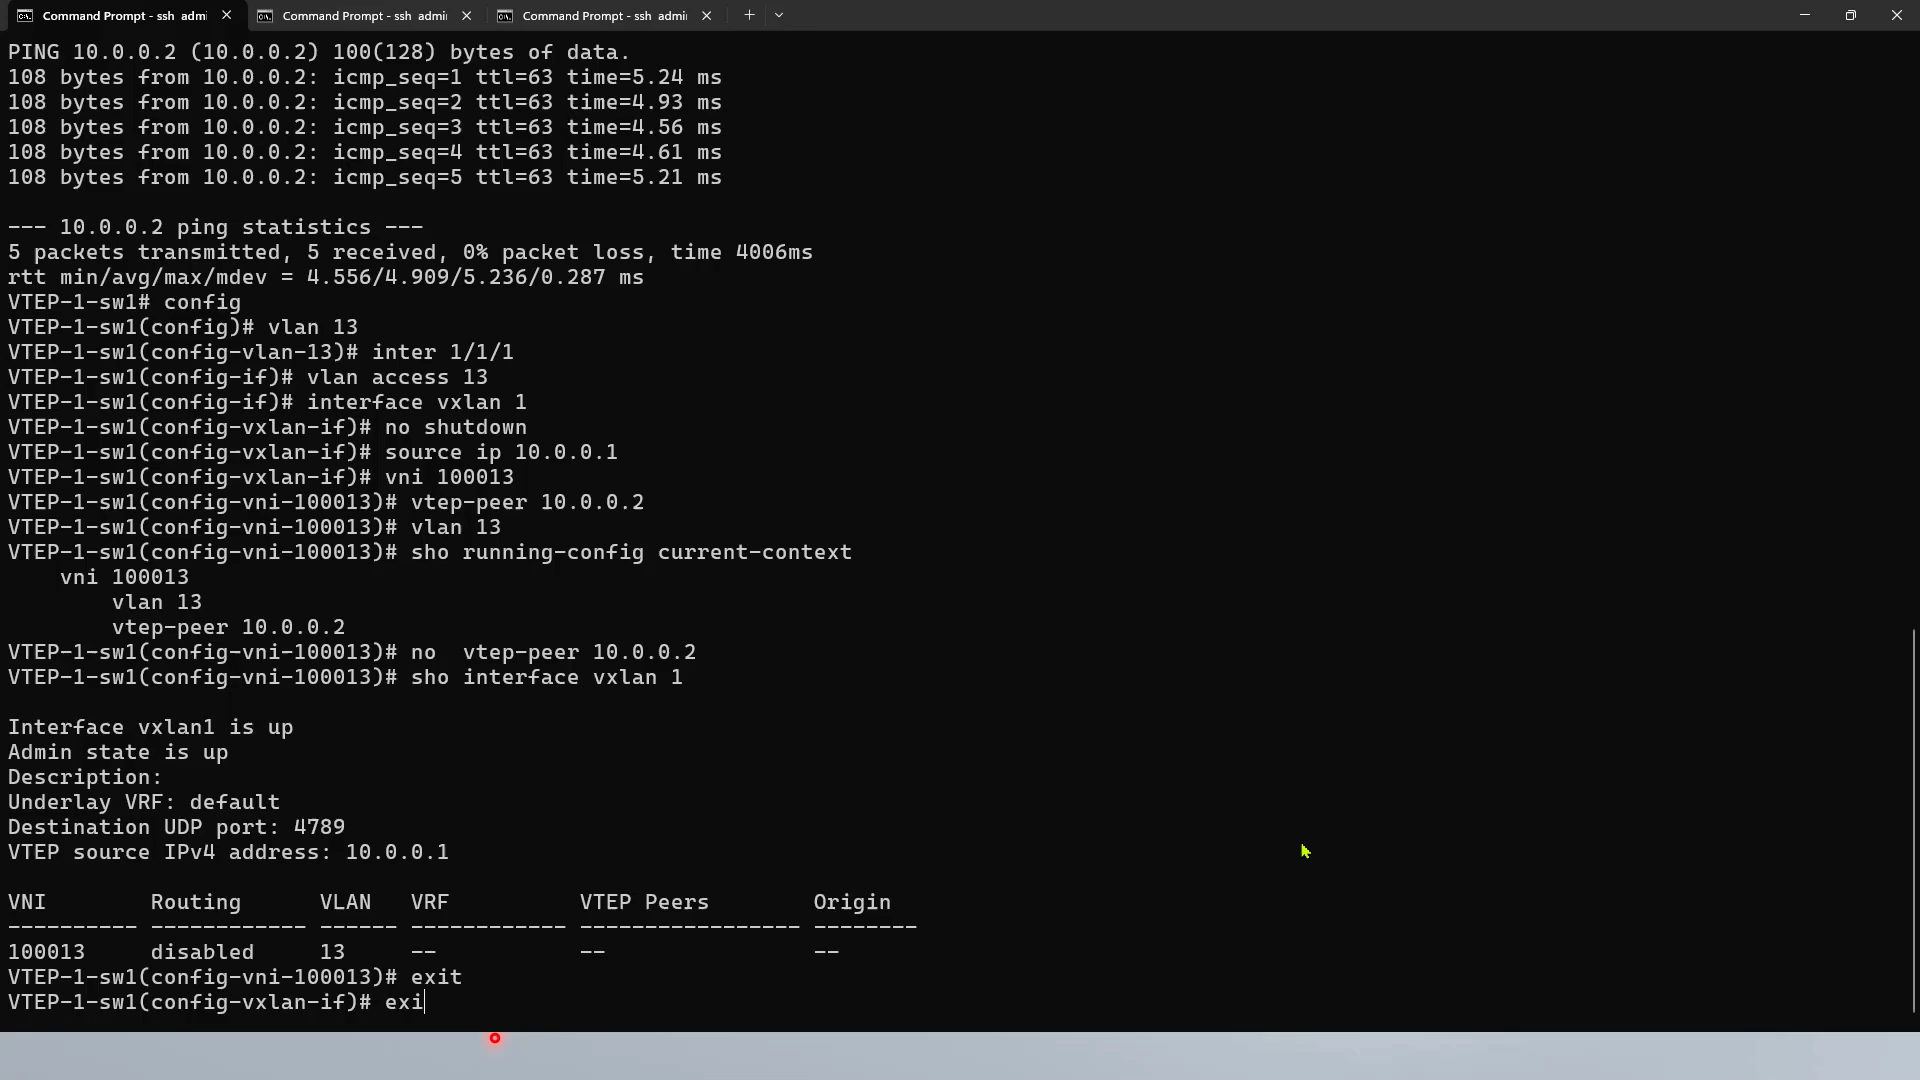 Command Prompt - ssh admi
Command Prompt - ssh admin
Command Prompt - ssh admin
PING 10.0.0.2 (10.0.0.2) 100(128) bytes of data.
108 bytes from 10.0.0.2: icmp_seq=1 ttl=63 time=5.24 ms
108 bytes from 10.0.0.2: icmp_seq=2 ttl=63 time=4.93 ms
108 bytes from 10.0.0.2: icmp_seq=3 ttl=63 time=4.56 ms
108 bytes from 10.0.0.2: icmp_seq=4 ttl=63 time=4.61 ms
108 bytes from 10.0.0.2: icmp_seq=5 ttl=63 time=5.21 ms
--- 10.0.0.2 ping statistics ---
5 packets transmitted, 5 received, 0% packet loss, time 4006ms
rtt min/avg/max/mdev = 4.556/4.909/5.236/0.287 ms
VTEP-1-sw1# config
VTEP-1-sw1(config)# vlan 13
VTEP-1-sw1(config-vlan-13)# inter 1/1/1
VTEP-1-sw1(config-if)# vlan access 13
VTEP-1-sw1(config-if)# interface vxlan 1
VTEP-1-sw1(config-vxlan-if)# no shutdown
VTEP-1-sw1(config-vxlan-if)# source ip 10.0.0.1
VTEP-1-sw1(config-vxlan-if)# vni 100013
VTEP-1-sw1(config-vni-100013)# vtep-peer 10.0.0.2
VTEP-1-sw1(config-vni-100013)# vlan 13
VTEP-1-sw1(config-vni-100013)# sho running-config current-context
    vni 100013
        vlan 13
        vtep-peer 10.0.0.2
VTEP-1-sw1(config-vni-100013)# no  vtep-peer 10.0.0.2
VTEP-1-sw1(config-vni-100013)# sho interface vxlan 1
Interface vxlan1 is up
Admin state is up
Description:
Underlay VRF: default
Destination UDP port: 4789
VTEP source IPv4 address: 10.0.0.1
VNI        Routing      VLAN   VRF          VTEP Peers        Origin
---------- ------------ ------ ------------ ----------------- --------
100013     disabled     13     --           --                --
VTEP-1-sw1(config-vni-100013)# exit
VTEP-1-sw1(config-vxlan-if)# exi